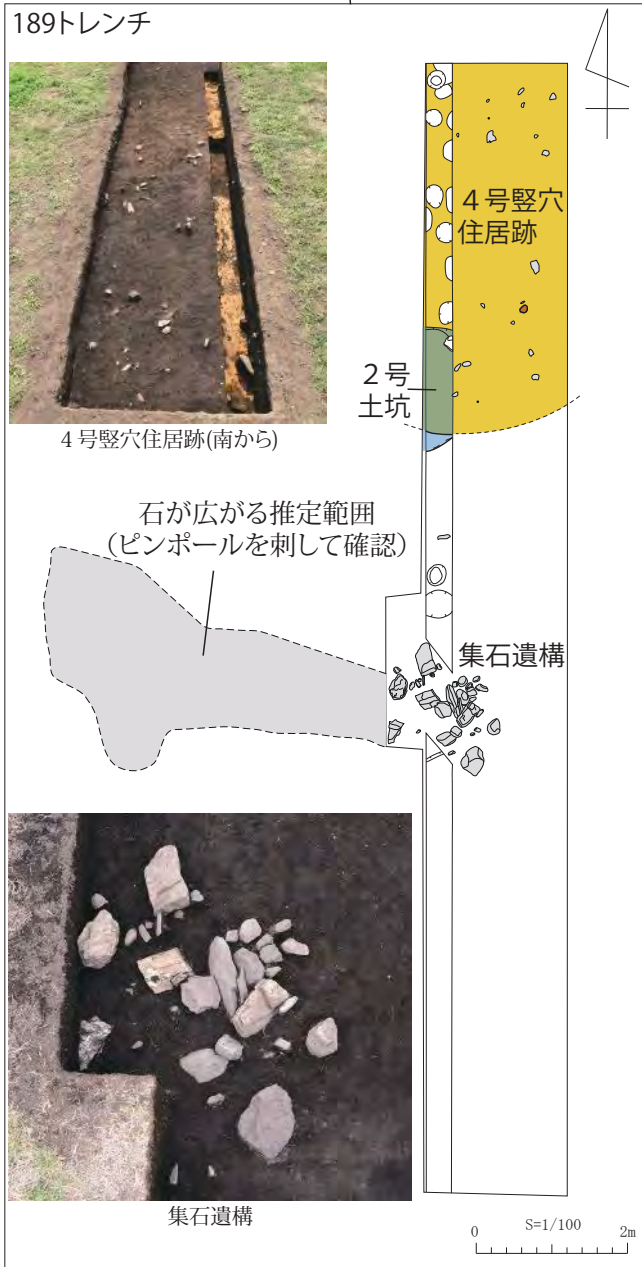 189トレンチ
4号竪穴住居跡(南から)
4号竪穴
住居跡
2号
土坑
石が広がる推定範囲
(ピンポールを刺して確認)
集石遺構
集石遺構
S=1/100
0 2m